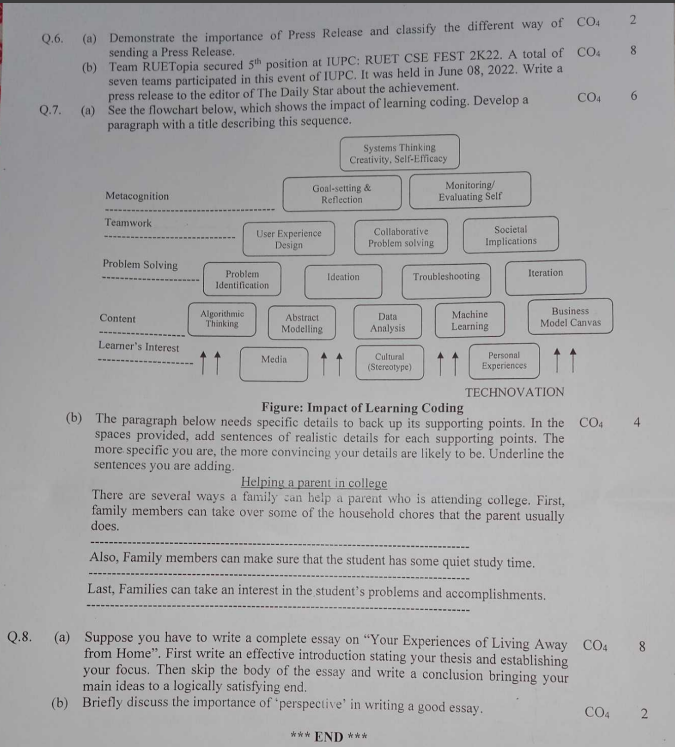 Q.6. (a) Demonstrate the importance of Press Release and classify the different way of CO4 2
sending a Press Release.
(b) Team RUETopia secured 5th position at IUPC: RUET CSE FEST 2K22. A total of CO4 8
seven teams participated in this event of IUPC. It was held in June 08, 2022. Write a
press release to the editor of The Daily Star about the achievement.
Q.7. (a) See the flowchart below, which shows the impact of learning coding. Develop a CO4 6
paragraph with a title describing this sequence.
Systems Thinking
Creativity, Self-Efficacy
Metacognition
Goal-setting &
Reflection
Monitoring/
Evaluating Self
Teamwork
User Experience
Design
Collaborative
Problem solving
Societal
Implications
Problem Solving
Problem
Identification
Ideation
Troubleshooting
Iteration
Content
Algorithmic
Thinking
Abstract
Modelling
Data
Analysis
Machine
Learning
Business
Model Canvas
Learner's Interest
Media
Cultural
(Stereotype)
Personal
Experiences
TECHNOVATION
Figure: Impact of Learning Coding
(b) The paragraph below needs specific details to back up its supporting points. In the CO4 4
spaces provided, add sentences of realistic details for each supporting points. The
more specific you are, the more convincing your details are likely to be. Underline the
sentences you are adding.
Helping a parent in college
There are several ways a family can help a parent who is attending college. First,
family members can take over some of the household chores that the parent usually
does.
Also, Family members can make sure that the student has some quiet study time.
Last, Families can take an interest in the student's problems and accomplishments.
Q.8. (a) Suppose you have to write a complete essay on "Your Experiences of Living Away CO4 8
from Home". First write an effective introduction stating your thesis and establishing
your focus. Then skip the body of the essay and write a conclusion bringing your
main ideas to a logically satisfying end.
(b) Briefly discuss the importance of 'perspective' in writing a good essay. CO4 2
*** END ***